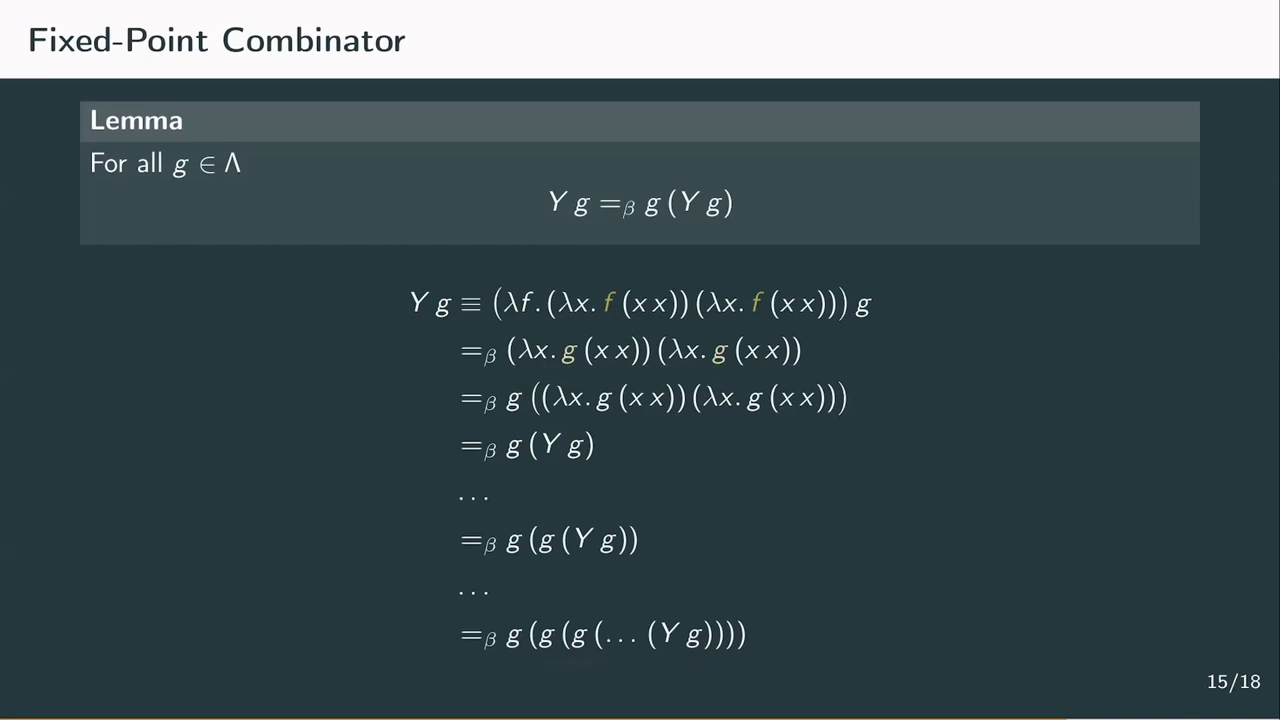 Fixed-Point Combinator
Lemma
For all g ∈ Λ
Y g =β g (Y g)
Y g ≡ (λf. (λx. f (x x)) (λx. f (x x))) g
=β (λx. g (x x)) (λx. g (x x))
=β g ((λx. g (x x)) (λx. g (x x)))
=β g (Y g)
...
=β g (g (Y g))
...
=β g (g (g (... (Y g))))
15/18